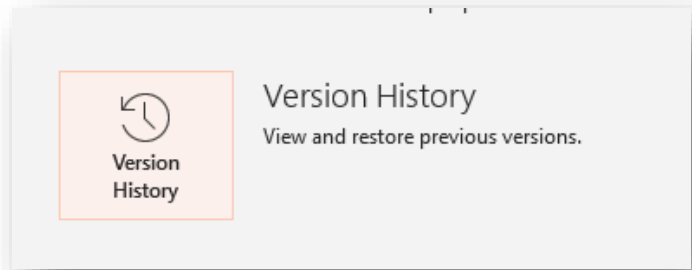 Version History
View and restore previous versions.
Version
History